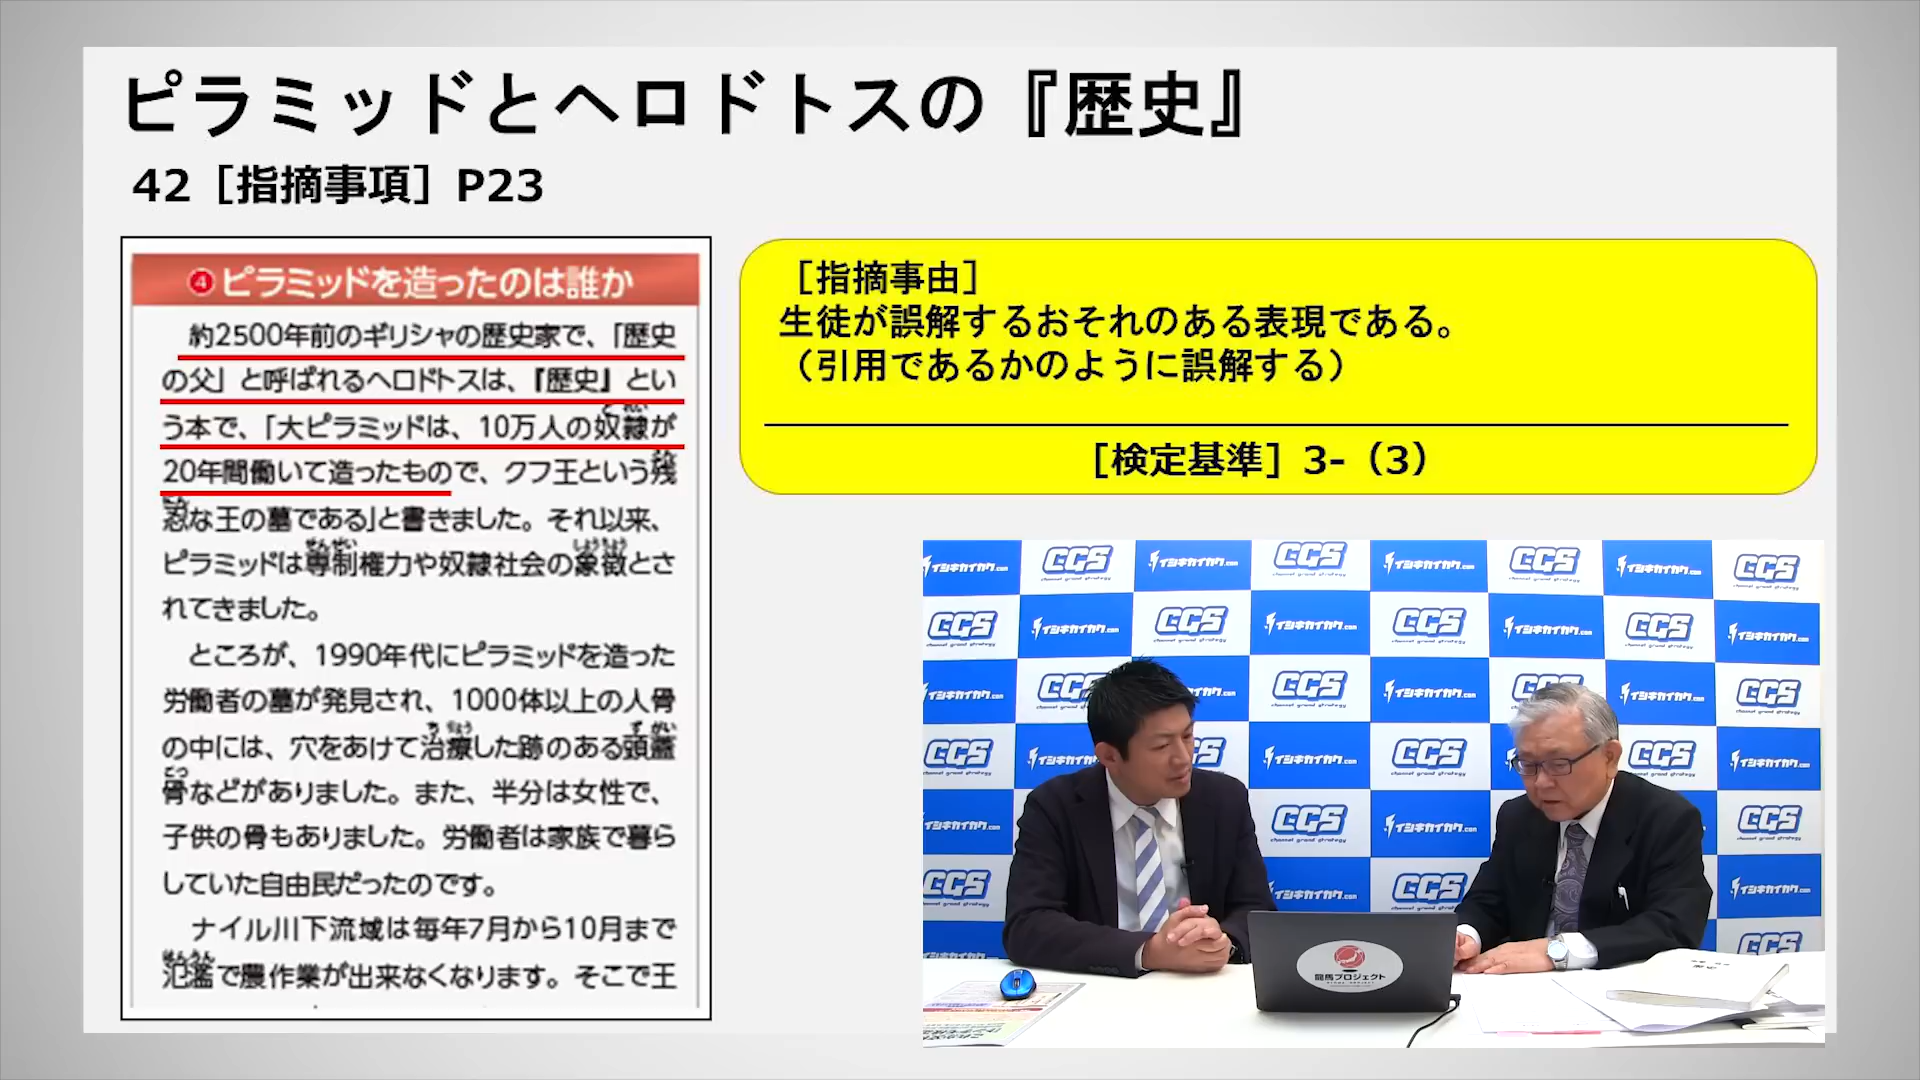 ピラミッドとヘロドトスの『歴史』
42［指摘事項］P23
❹ピラミッドを造ったのは誰か
約2500年前のギリシャの歴史家で、「歴史
の父」と呼ばれるヘロドトスは、『歴史』とい
う本で、「大ピラミッドは、10万人の奴隷が
20年間働いて造ったもので、クフ王という残
忍な王の墓である」と書きました。それ以来、
ピラミッドは専制権力や奴隷社会の象徴とさ
れてきました。
ところが、1990年代にピラミッドを造った
労働者の墓が発見され、1000体以上の人骨
の中には、穴をあけて治療した跡のある頭蓋
骨などがありました。また、半分は女性で、
子供の骨もありました。労働者は家族で暮ら
していた自由民だったのです。
ナイル川下流域は毎年7月から10月まで
氾濫で農作業が出来なくなります。そこで王
［指摘事由］
生徒が誤解するおそれのある表現である。
（引用であるかのように誤解する）
［検定基準］3-（3）
CGS
channel grand strategy
イシキカイカク.com
龍馬プロジェクト